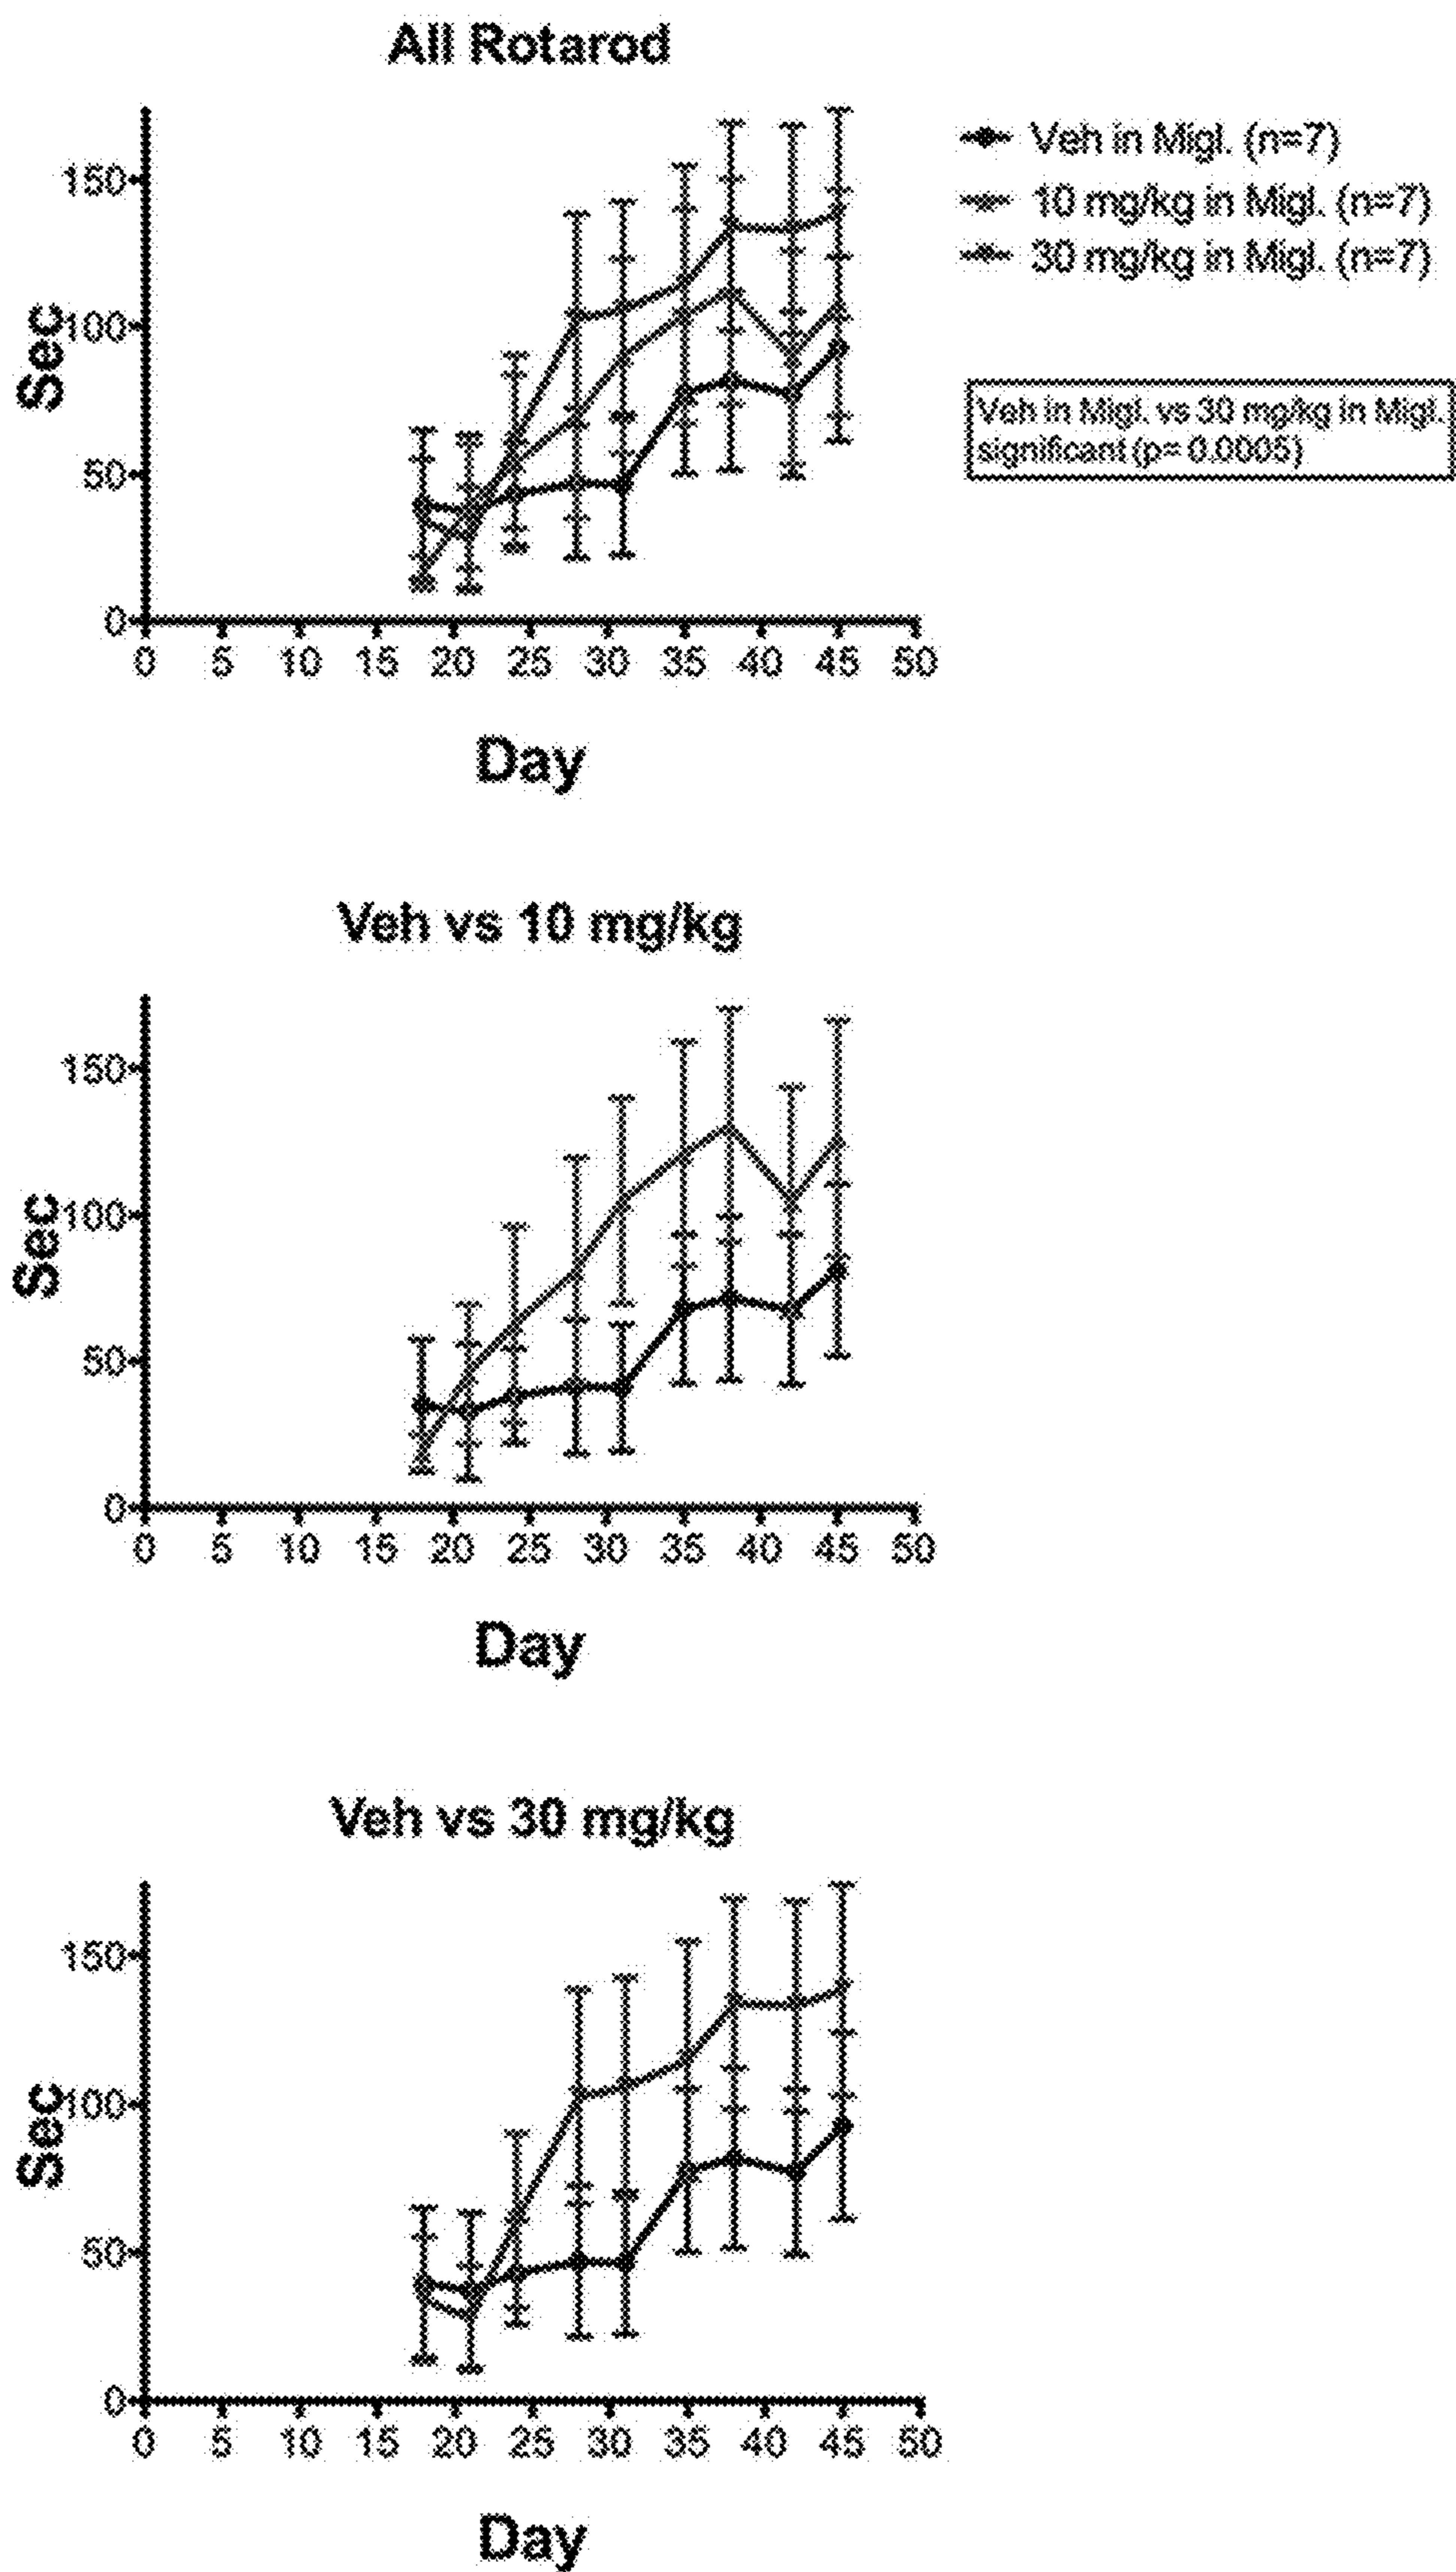 All Rotarod
Veh in Migl. (n=7)
10 mg/kg in Migl. (n=7)
30 mg/kg in Migl. (n=7)
Veh in Migl. vs 30 mg/kg in Migl.
significant (p= 0.0005)
Sec
150
100
50
0
0 5 10 15 20 25 30 35 40 45 50
Day
Veh vs 10 mg/kg
Sec
150
100
50
0
0 5 10 15 20 25 30 35 40 45 50
Day
Veh vs 30 mg/kg
Sec
150
100
50
0
0 5 10 15 20 25 30 35 40 45 50
Day